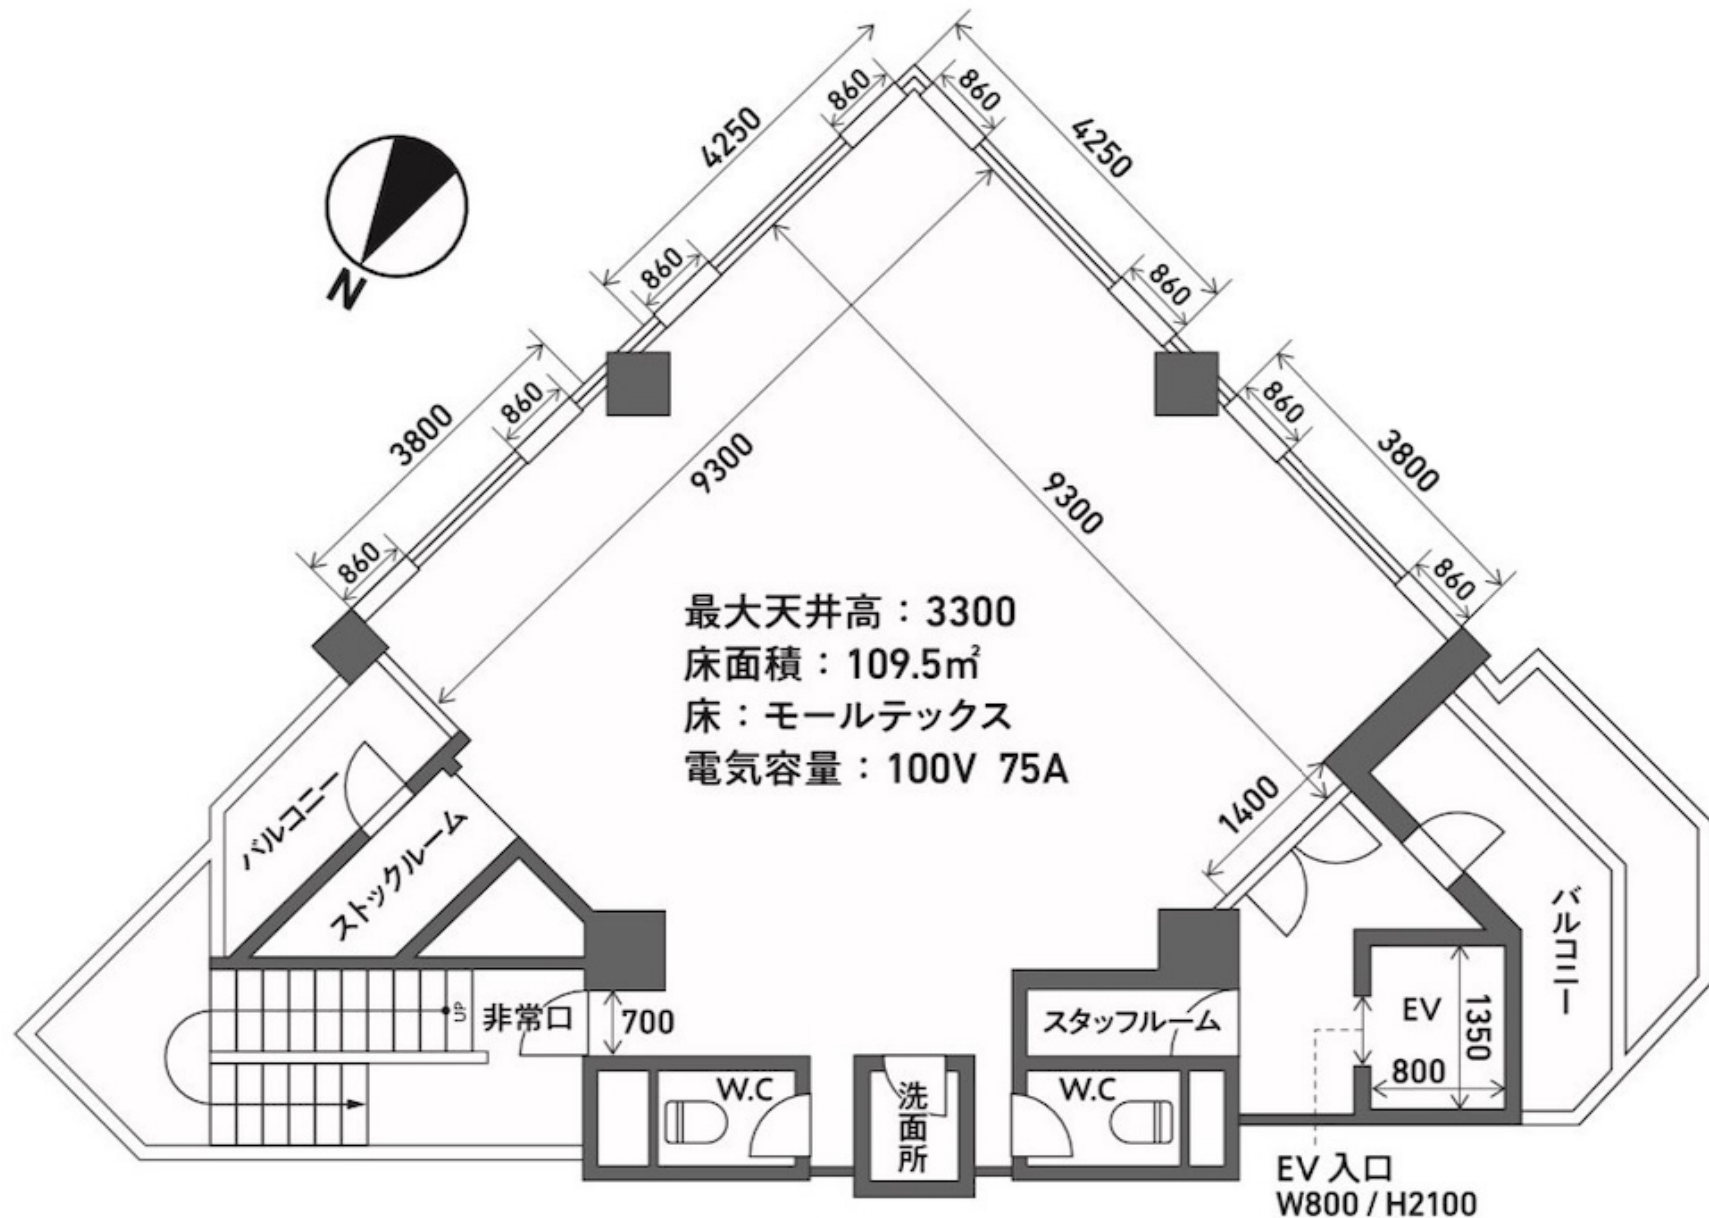 4250
860
860
4250
860
860
N
3800
860
860
3800
860
860
9300
9300
最大天井高：3300
床面積：109.5㎡
床：モールテックス
電気容量：100V 75A
1400
バルコニー
ストックルーム
バルコニー
UP
非常口
700
スタッフルーム
EV
1350
800
W.C
洗面所
W.C
EV 入口
W800 / H2100